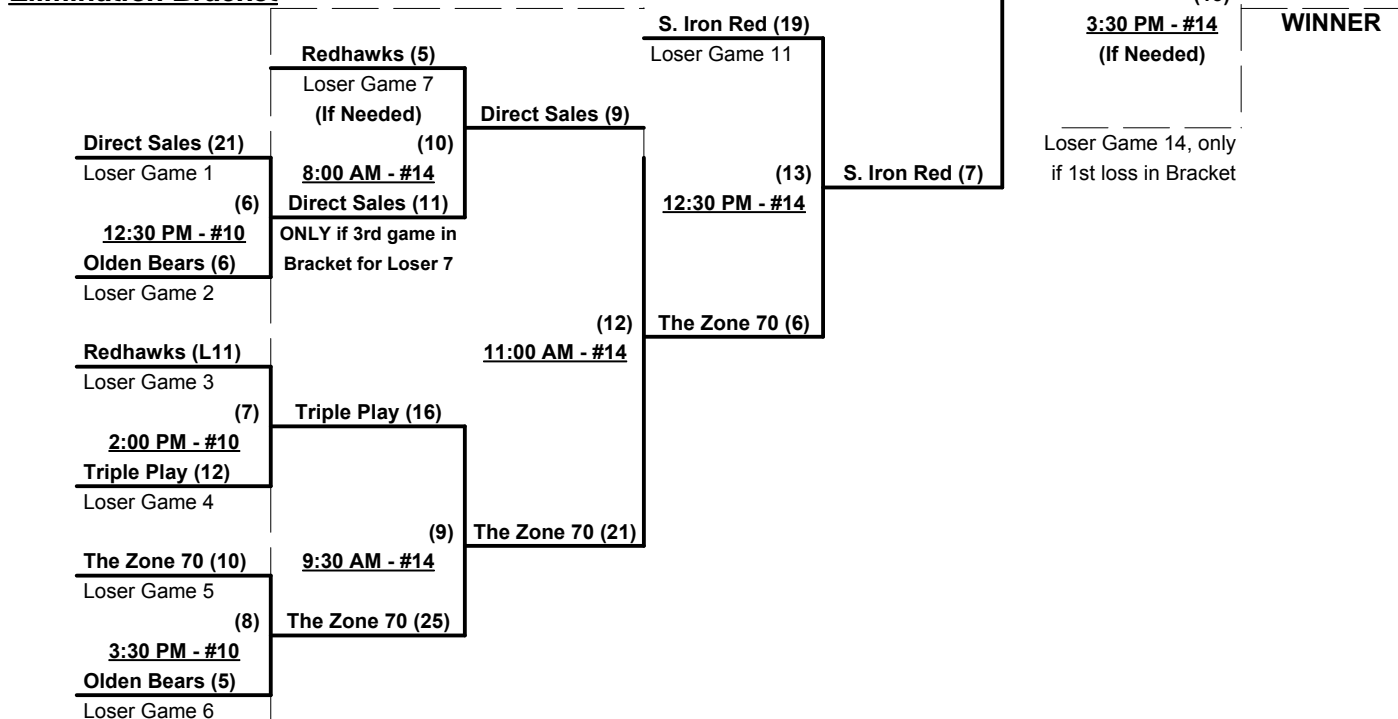 Elimination Bracket
S. Iron Red (19)
Loser Game 11
3:30 PM - #14
(If Needed)
WINNER
Redhawks (5)
Loser Game 7
(If Needed)
Direct Sales (9)
Direct Sales (21)
(10)
Loser Game 14, only
Loser Game 1
8:00 AM - #14
(13)
S. Iron Red (7)
if 1st loss in Bracket
(6)
Direct Sales (11)
12:30 PM - #14
12:30 PM - #10
ONLY if 3rd game in
Olden Bears (6)
Bracket for Loser 7
Loser Game 2
(12)
The Zone 70 (6)
Redhawks (L11)
11:00 AM - #14
Loser Game 3
(7)
Triple Play (16)
2:00 PM - #10
Triple Play (12)
Loser Game 4
(9)
The Zone 70 (21)
The Zone 70 (10)
9:30 AM - #14
Loser Game 5
(8)
The Zone 70 (25)
3:30 PM - #10
Olden Bears (5)
Loser Game 6